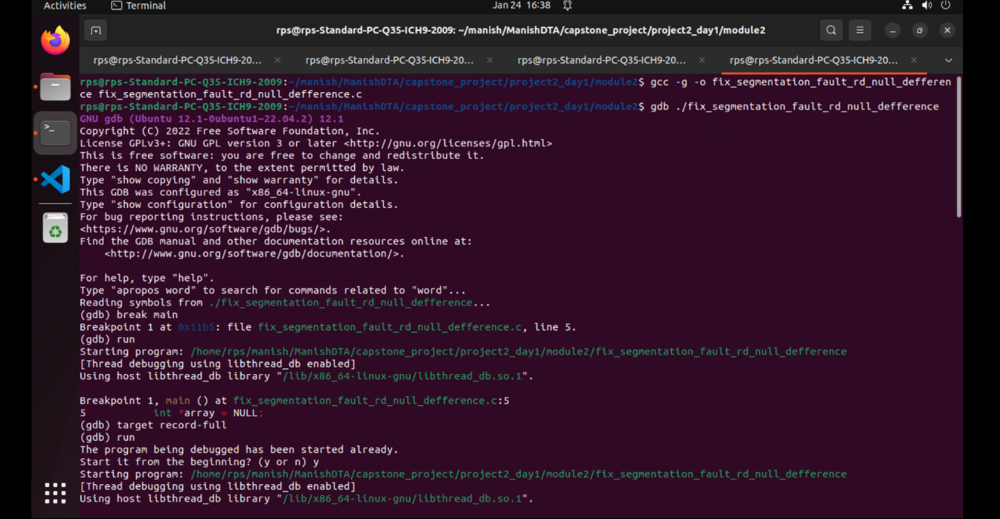 Activities
Terminal
Jan 24 16:38
rps@rps-Standard-PC-Q35-ICH9-2009: ~/manish/ManishDTA/capstone_project/project2_day1/module2
rps@rps-Standard-PC-Q35-ICH9-20...
rps@rps-Standard-PC-Q35-ICH9-20...
rps@rps-Standard-PC-Q35-ICH9-20...
rps@rps-Standard-PC-Q35-ICH9-20...
rps@rps-Standard-PC-Q35-ICH9-2009:~/manish/ManishDTA/capstone_project/project2_day1/module2$ gcc -g -o fix_segmentation_fault_rd_null_defferen
ce fix_segmentation_fault_rd_null_defference.c
rps@rps-Standard-PC-Q35-ICH9-2009:~/manish/ManishDTA/capstone_project/project2_day1/module2$ gdb ./fix_segmentation_fault_rd_null_defference
GNU gdb (Ubuntu 12.1-0ubuntu1~22.04.2) 12.1
Copyright (C) 2022 Free Software Foundation, Inc.
License GPLv3+: GNU GPL version 3 or later <http://gnu.org/licenses/gpl.html>
This is free software: you are free to change and redistribute it.
There is NO WARRANTY, to the extent permitted by law.
Type "show copying" and "show warranty" for details.
This GDB was configured as "x86_64-linux-gnu".
Type "show configuration" for configuration details.
For bug reporting instructions, please see:
<https://www.gnu.org/software/gdb/bugs/>.
Find the GDB manual and other documentation resources online at:
    <http://www.gnu.org/software/gdb/documentation/>.
For help, type "help".
Type "apropos word" to search for commands related to "word"...
Reading symbols from ./fix_segmentation_fault_rd_null_defference...
(gdb) break main
Breakpoint 1 at 0x11b5: file fix_segmentation_fault_rd_null_defference.c, line 5.
(gdb) run
Starting program: /home/rps/manish/ManishDTA/capstone_project/project2_day1/module2/fix_segmentation_fault_rd_null_defference
[Thread debugging using libthread_db enabled]
Using host libthread_db library "/lib/x86_64-linux-gnu/libthread_db.so.1".
Breakpoint 1, main () at fix_segmentation_fault_rd_null_defference.c:5
5           int *array = NULL;
(gdb) target record-full
(gdb) run
The program being debugged has been started already.
Start it from the beginning? (y or n) y
Starting program: /home/rps/manish/ManishDTA/capstone_project/project2_day1/module2/fix_segmentation_fault_rd_null_defference
[Thread debugging using libthread_db enabled]
Using host libthread_db library "/lib/x86_64-linux-gnu/libthread_db.so.1".